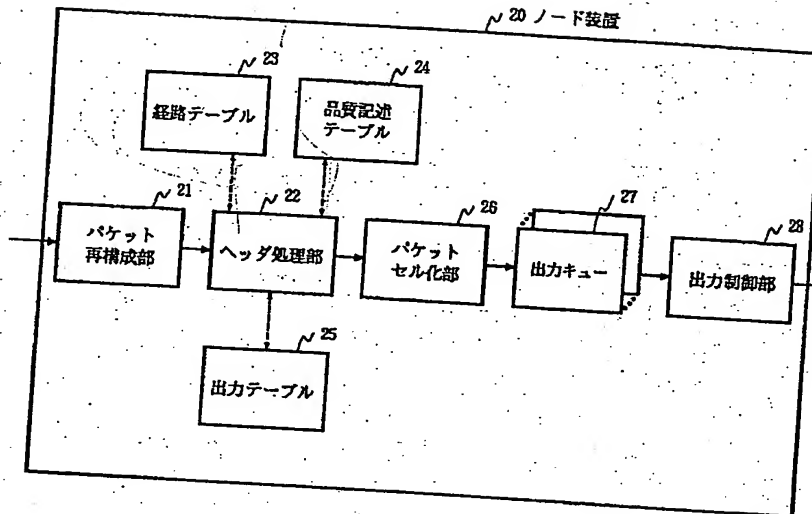 20 ノード装置
23
経路テーブル
24
品質記述
テーブル
21
パケット
再構成部
22
ヘッダ処理部
26
パケット
セル化部
27
出力キュー
28
出力制御部
25
出力テーブル